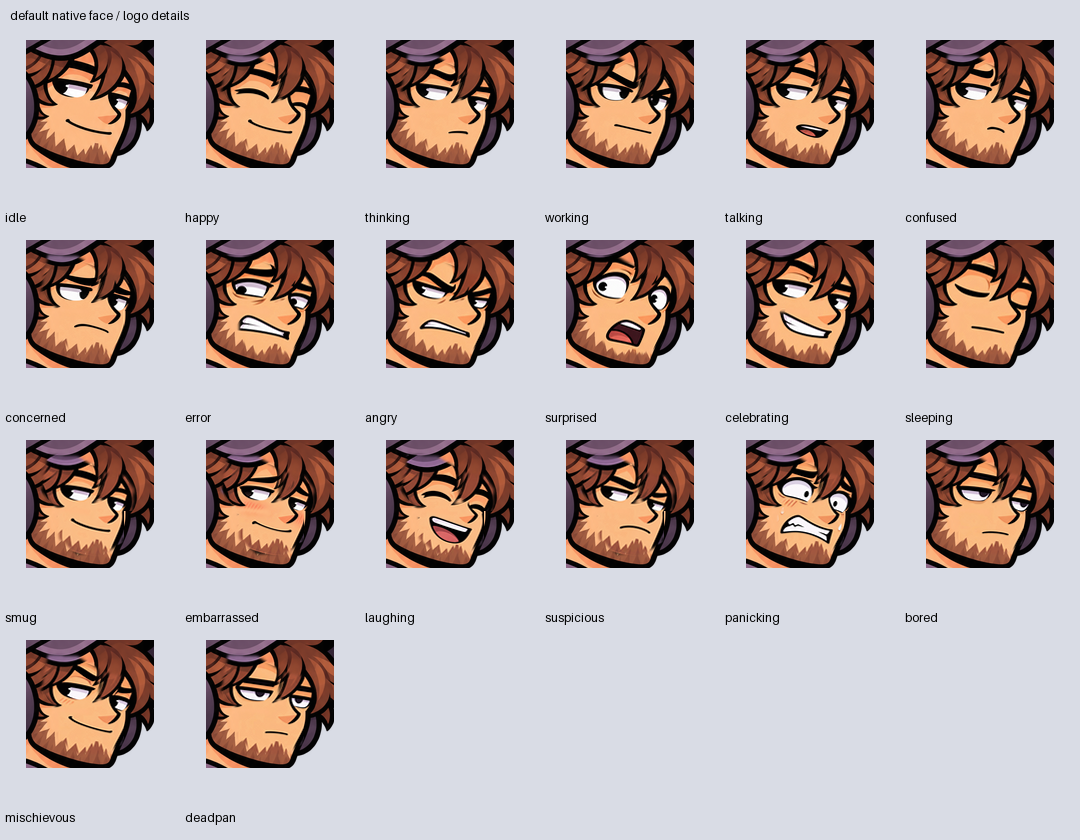 default native face / logo details
idle
happy
thinking
working
talking
confused
concerned
error
angry
surprised
celebrating
sleeping
smug
embarrassed
laughing
suspicious
panicking
bored
mischievous
deadpan